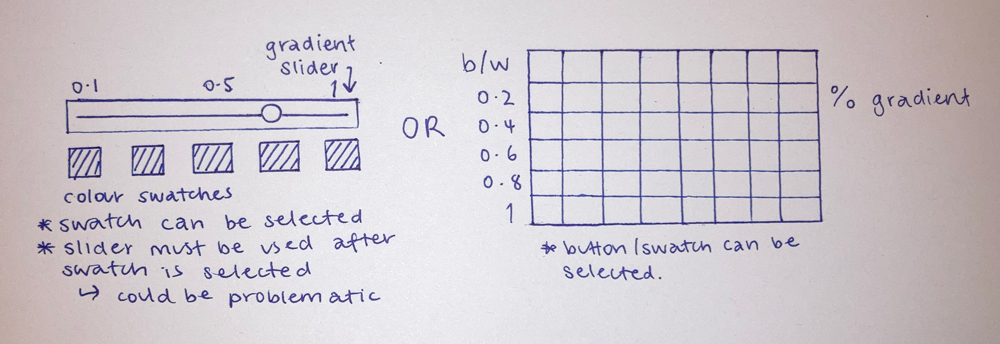 gradient
slider
0.1 0.5 1
colour swatches
* swatch can be selected
* slider must be used after
swatch is selected
↳ could be problematic
OR
b/w
0.2
0.4
0.6
0.8
1
% gradient
* button/swatch can be
selected.